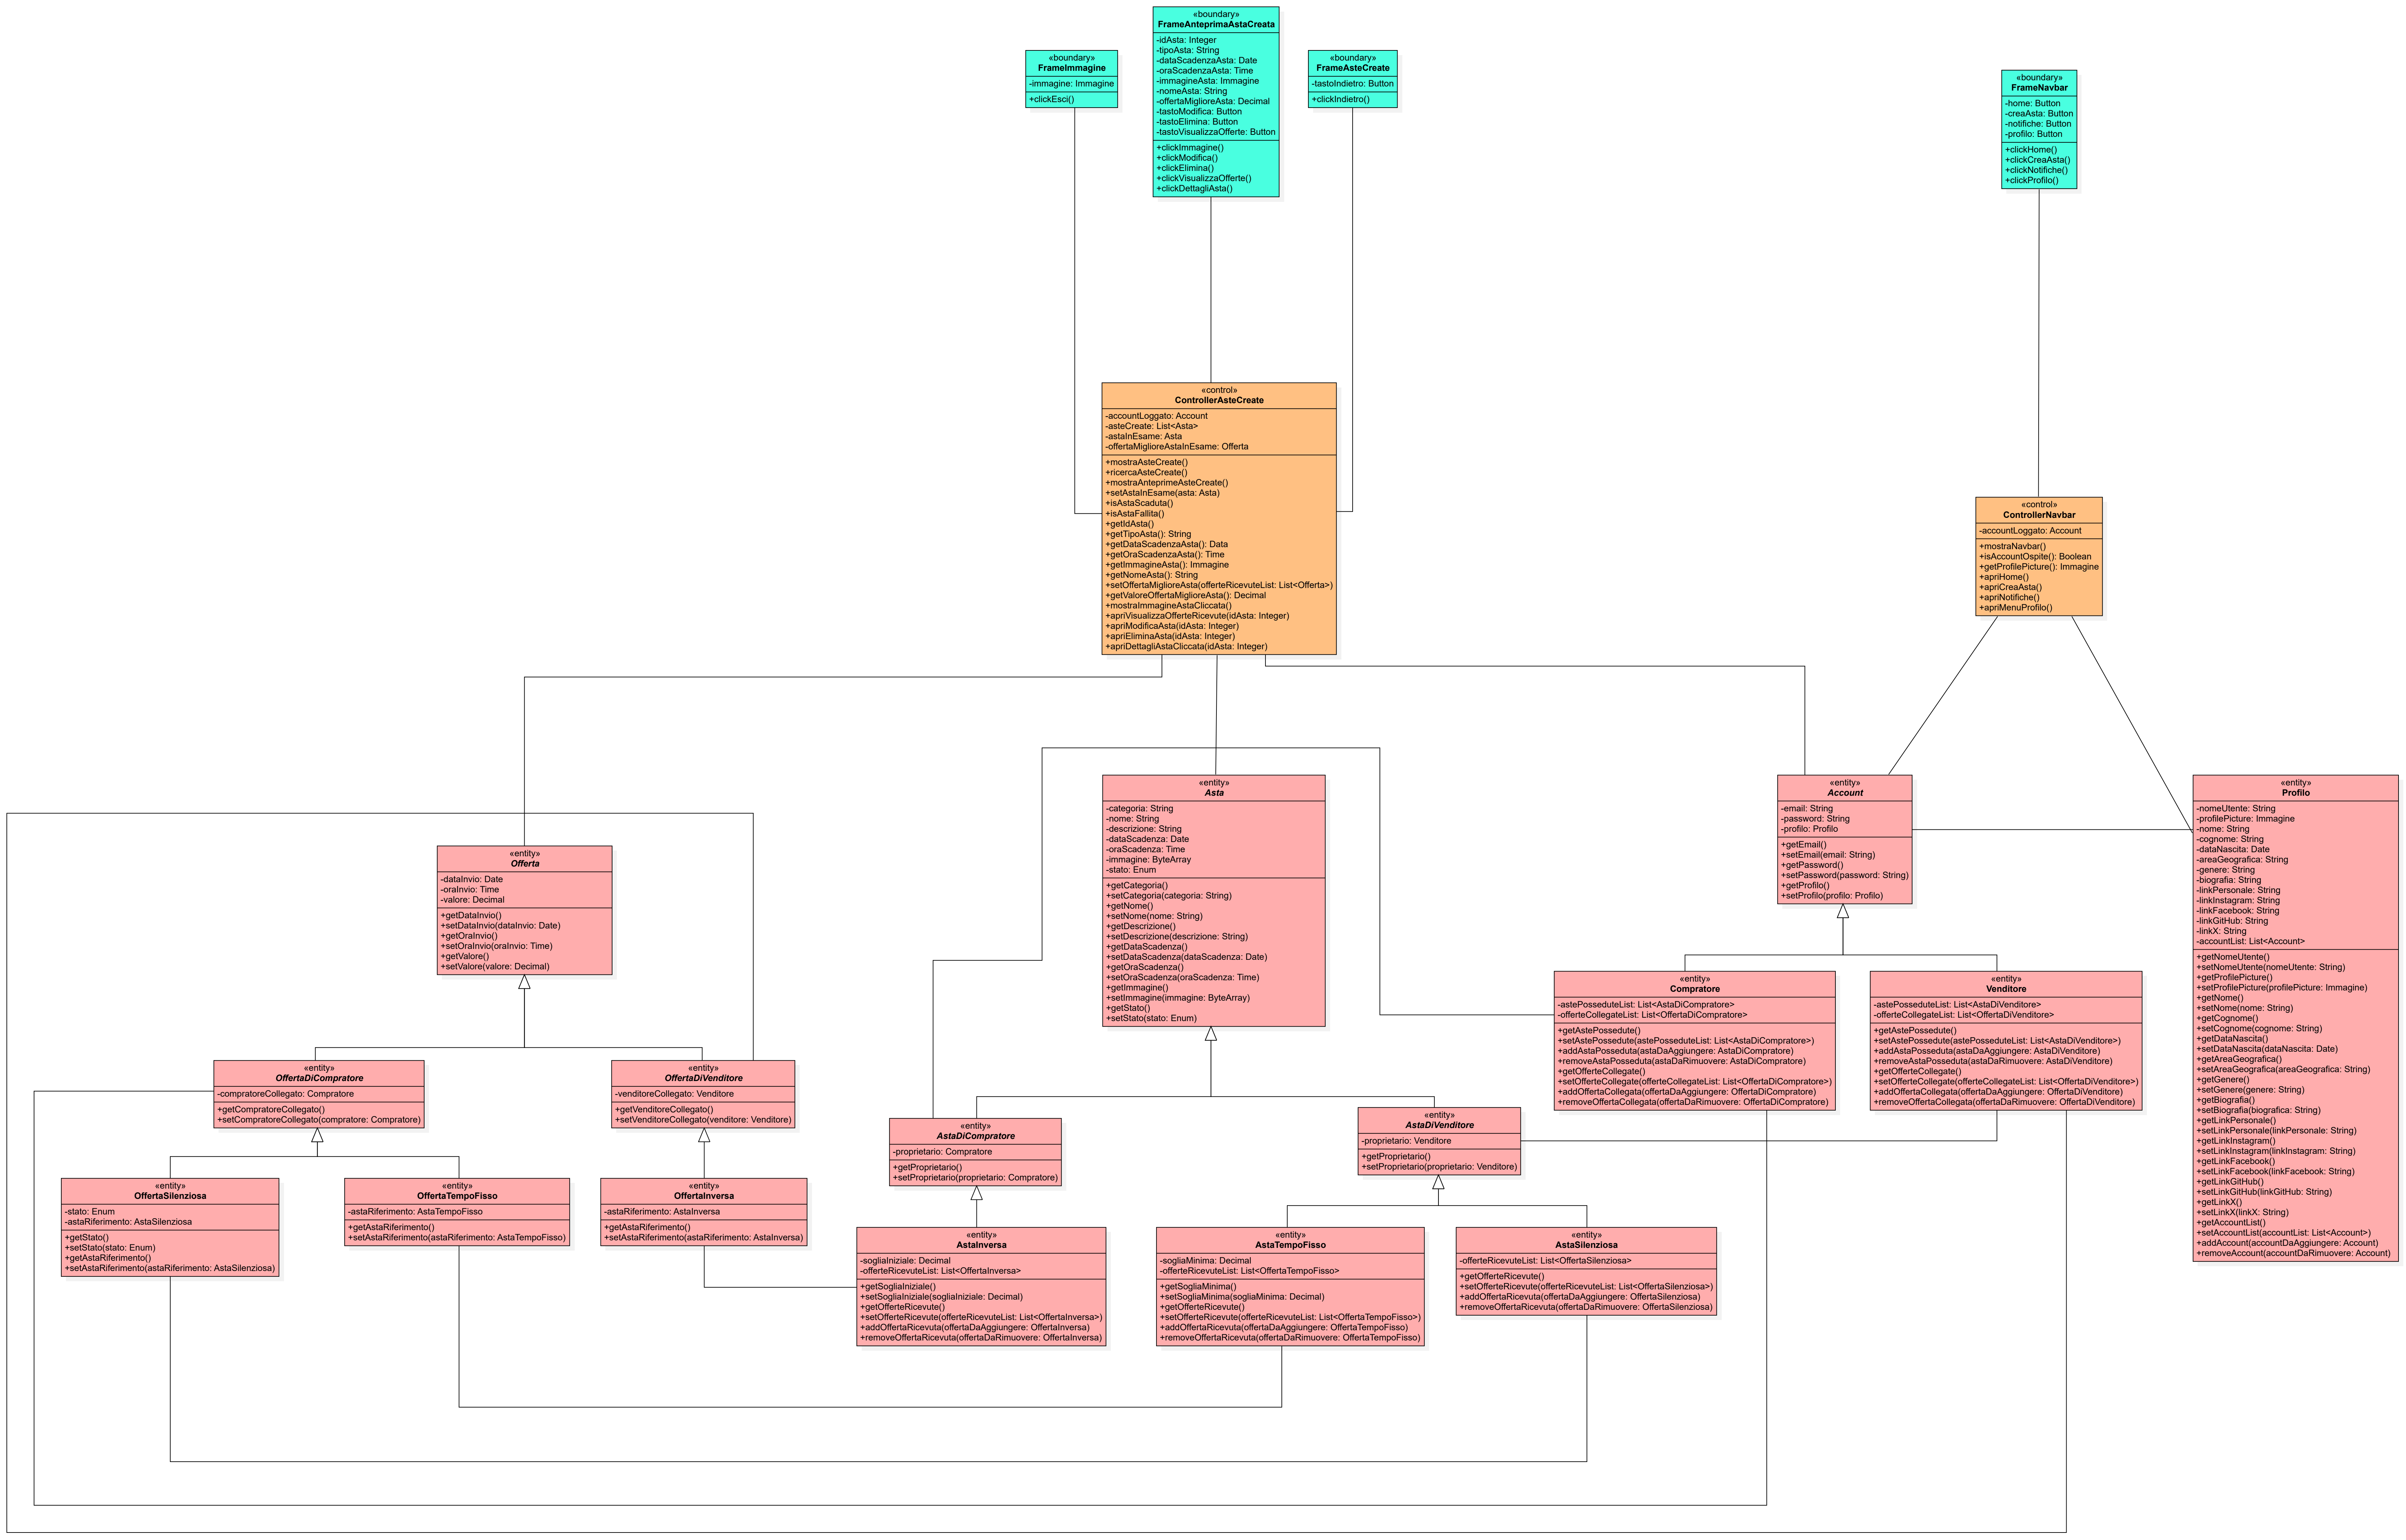 «boundary»
FrameAnteprimaAstaCreata
-idAsta: Integer
-tipoAsta: String
-dataScadenzaAsta: Date
-oraScadenzaAsta: Time
-immagineAsta: Immagine
-nomeAsta: String
-offertaMiglioreAsta: Decimal
-tastoModifica: Button
-tastoElimina: Button
-tastoVisualizzaOfferte: Button
+clickImmagine()
+clickModifica()
+clickElimina()
+clickVisualizzaOfferte()
+clickDettagliAsta()
«boundary»
FrameImmagine
-immagine: Immagine
+clickEsci()
«boundary»
FrameAsteCreate
-tastoIndietro: Button
+clickIndietro()
«boundary»
FrameNavbar
-home: Button
-creaAsta: Button
-notifiche: Button
-profilo: Button
+clickHome()
+clickCreaAsta()
+clickNotifiche()
+clickProfilo()
«control»
ControllerAsteCreate
-accountLoggato: Account
-asteCreate: List<Asta>
-astaInEsame: Asta
-offertaMiglioreAstaInEsame: Offerta
+mostraAsteCreate()
+ricercaAsteCreate()
+mostraAnteprimeAsteCreate()
+setAstaInEsame(asta: Asta)
+isAstaScaduta()
+isAstaFallita()
+getIdAsta()
+getTipoAsta(): String
+getDataScadenzaAsta(): Data
+getOraScadenzaAsta(): Time
+getImmagineAsta(): Immagine
+getNomeAsta(): String
+setOffertaMiglioreAsta(offerteRicevuteList: List<Offerta>)
+getValoreOffertaMiglioreAsta(): Decimal
+mostraImmagineAstaCliccata()
+apriVisualizzaOfferteRicevute(idAsta: Integer)
+apriModificaAsta(idAsta: Integer)
+apriEliminaAsta(idAsta: Integer)
+apriDettagliAstaCliccata(idAsta: Integer)
«control»
ControllerNavbar
-accountLoggato: Account
+mostraNavbar()
+isAccountOspite(): Boolean
+getProfilePicture(): Immagine
+apriHome()
+apriCreaAsta()
+apriNotifiche()
+apriMenuProfilo()
«entity»
Offerta
-dataInvio: Date
-oraInvio: Time
-valore: Decimal
+getDataInvio()
+setDataInvio(dataInvio: Date)
+getOraInvio()
+setOraInvio(oraInvio: Time)
+getValore()
+setValore(valore: Decimal)
«entity»
Asta
-categoria: String
-nome: String
-descrizione: String
-dataScadenza: Date
-oraScadenza: Time
-immagine: ByteArray
-stato: Enum
+getCategoria()
+setCategoria(categoria: String)
+getNome()
+setNome(nome: String)
+getDescrizione()
+setDescrizione(descrizione: String)
+getDataScadenza()
+setDataScadenza(dataScadenza: Date)
+getOraScadenza()
+setOraScadenza(oraScadenza: Time)
+getImmagine()
+setImmagine(immagine: ByteArray)
+getStato()
+setStato(stato: Enum)
«entity»
Account
-email: String
-password: String
-profilo: Profilo
+getEmail()
+setEmail(email: String)
+getPassword()
+setPassword(password: String)
+getProfilo()
+setProfilo(profilo: Profilo)
«entity»
Profilo
-nomeUtente: String
-profilePicture: Immagine
-nome: String
-cognome: String
-dataNascita: Date
-areaGeografica: String
-genere: String
-biografia: String
-linkPersonale: String
-linkInstagram: String
-linkFacebook: String
-linkGitHub: String
-linkX: String
-accountList: List<Account>
+getNomeUtente()
+setNomeUtente(nomeUtente: String)
+getProfilePicture()
+setProfilePicture(profilePicture: Immagine)
+getNome()
+setNome(nome: String)
+getCognome()
+setCognome(cognome: String)
+getDataNascita()
+setDataNascita(dataNascita: Date)
+getAreaGeografica()
+setAreaGeografica(areaGeografica: String)
+getGenere()
+setGenere(genere: String)
+getBiografia()
+setBiografia(biografica: String)
+getLinkPersonale()
+setLinkPersonale(linkPersonale: String)
+getLinkInstagram()
+setLinkInstagram(linkInstagram: String)
+getLinkFacebook()
+setLinkFacebook(linkFacebook: String)
+getLinkGitHub()
+setLinkGitHub(linkGitHub: String)
+getLinkX()
+setLinkX(linkX: String)
+getAccountList()
+setAccountList(accountList: List<Account>)
+addAccount(accountDaAggiungere: Account)
+removeAccount(accountDaRimuovere: Account)
«entity»
Compratore
-astePosseduteList: List<AstaDiCompratore>
-offerteCollegateList: List<OffertaDiCompratore>
+getAstePossedute()
+setAstePossedute(astePosseduteList: List<AstaDiCompratore>)
+addAstaPosseduta(astaDaAggiungere: AstaDiCompratore)
+removeAstaPosseduta(astaDaRimuovere: AstaDiCompratore)
+getOfferteCollegate()
+setOfferteCollegate(offerteCollegateList: List<OffertaDiCompratore>)
+addOffertaCollegata(offertaDaAggiungere: OffertaDiCompratore)
+removeOffertaCollegata(offertaDaRimuovere: OffertaDiCompratore)
«entity»
Venditore
-astePosseduteList: List<AstaDiVenditore>
-offerteCollegateList: List<OffertaDiVenditore>
+getAstePossedute()
+setAstePossedute(astePosseduteList: List<AstaDiVenditore>)
+addAstaPosseduta(astaDaAggiungere: AstaDiVenditore)
+removeAstaPosseduta(astaDaRimuovere: AstaDiVenditore)
+getOfferteCollegate()
+setOfferteCollegate(offerteCollegateList: List<OffertaDiVenditore>)
+addOffertaCollegata(offertaDaAggiungere: OffertaDiVenditore)
+removeOffertaCollegata(offertaDaRimuovere: OffertaDiVenditore)
«entity»
OffertaDiCompratore
-compratoreCollegato: Compratore
+getCompratoreCollegato()
+setCompratoreCollegato(compratore: Compratore)
«entity»
OffertaDiVenditore
-venditoreCollegato: Venditore
+getVenditoreCollegato()
+setVenditoreCollegato(venditore: Venditore)
«entity»
AstaDiCompratore
-proprietario: Compratore
+getProprietario()
+setProprietario(proprietario: Compratore)
«entity»
AstaDiVenditore
-proprietario: Venditore
+getProprietario()
+setProprietario(proprietario: Venditore)
«entity»
OffertaSilenziosa
-stato: Enum
-astaRiferimento: AstaSilenziosa
+getStato()
+setStato(stato: Enum)
+getAstaRiferimento()
+setAstaRiferimento(astaRiferimento: AstaSilenziosa)
«entity»
OffertaTempoFisso
-astaRiferimento: AstaTempoFisso
+getAstaRiferimento()
+setAstaRiferimento(astaRiferimento: AstaTempoFisso)
«entity»
OffertaInversa
-astaRiferimento: AstaInversa
+getAstaRiferimento()
+setAstaRiferimento(astaRiferimento: AstaInversa)
«entity»
AstaInversa
-sogliaIniziale: Decimal
-offerteRicevuteList: List<OffertaInversa>
+getSogliaIniziale()
+setSogliaIniziale(sogliaIniziale: Decimal)
+getOfferteRicevute()
+setOfferteRicevute(offerteRicevuteList: List<OffertaInversa>)
+addOffertaRicevuta(offertaDaAggiungere: OffertaInversa)
+removeOffertaRicevuta(offertaDaRimuovere: OffertaInversa)
«entity»
AstaTempoFisso
-sogliaMinima: Decimal
-offerteRicevuteList: List<OffertaTempoFisso>
+getSogliaMinima()
+setSogliaMinima(sogliaMinima: Decimal)
+getOfferteRicevute()
+setOfferteRicevute(offerteRicevuteList: List<OffertaTempoFisso>)
+addOffertaRicevuta(offertaDaAggiungere: OffertaTempoFisso)
+removeOffertaRicevuta(offertaDaRimuovere: OffertaTempoFisso)
«entity»
AstaSilenziosa
-offerteRicevuteList: List<OffertaSilenziosa>
+getOfferteRicevute()
+setOfferteRicevute(offerteRicevuteList: List<OffertaSilenziosa>)
+addOffertaRicevuta(offertaDaAggiungere: OffertaSilenziosa)
+removeOffertaRicevuta(offertaDaRimuovere: OffertaSilenziosa)